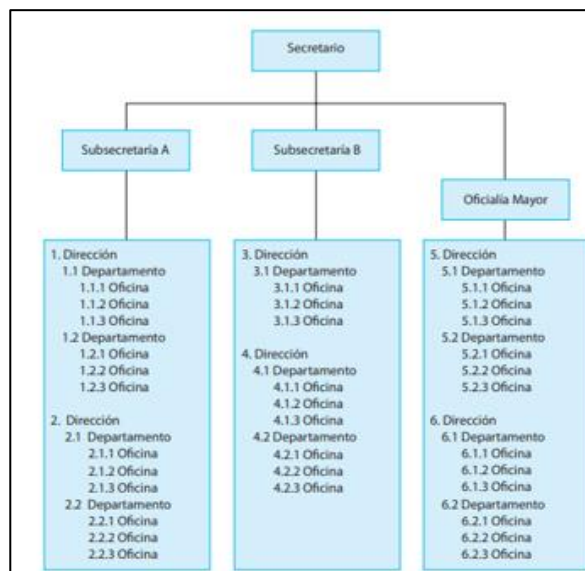 Secretario
Subsecretaría A
Subsecretaría B
Oficialía Mayor
1. Dirección
1.1 Departamento
1.1.1 Oficina
1.1.2 Oficina
1.1.3 Oficina
1.2 Departamento
1.2.1 Oficina
1.2.2 Oficina
1.2.3 Oficina
2. Dirección
2.1 Departamento
2.1.1 Oficina
2.1.2 Oficina
2.1.3 Oficina
2.2 Departamento
2.2.1 Oficina
2.2.2 Oficina
2.2.3 Oficina
3. Dirección
3.1 Departamento
3.1.1 Oficina
3.1.2 Oficina
3.1.3 Oficina
4. Dirección
4.1 Departamento
4.1.1 Oficina
4.1.2 Oficina
4.1.3 Oficina
4.2 Departamento
4.2.1 Oficina
4.2.2 Oficina
4.2.3 Oficina
5. Dirección
5.1 Departamento
5.1.1 Oficina
5.1.2 Oficina
5.1.3 Oficina
5.2 Departamento
5.2.1 Oficina
5.2.2 Oficina
5.2.3 Oficina
6. Dirección
6.1 Departamento
6.1.1 Oficina
6.1.2 Oficina
6.1.3 Oficina
6.2 Departamento
6.2.1 Oficina
6.2.2 Oficina
6.2.3 Oficina